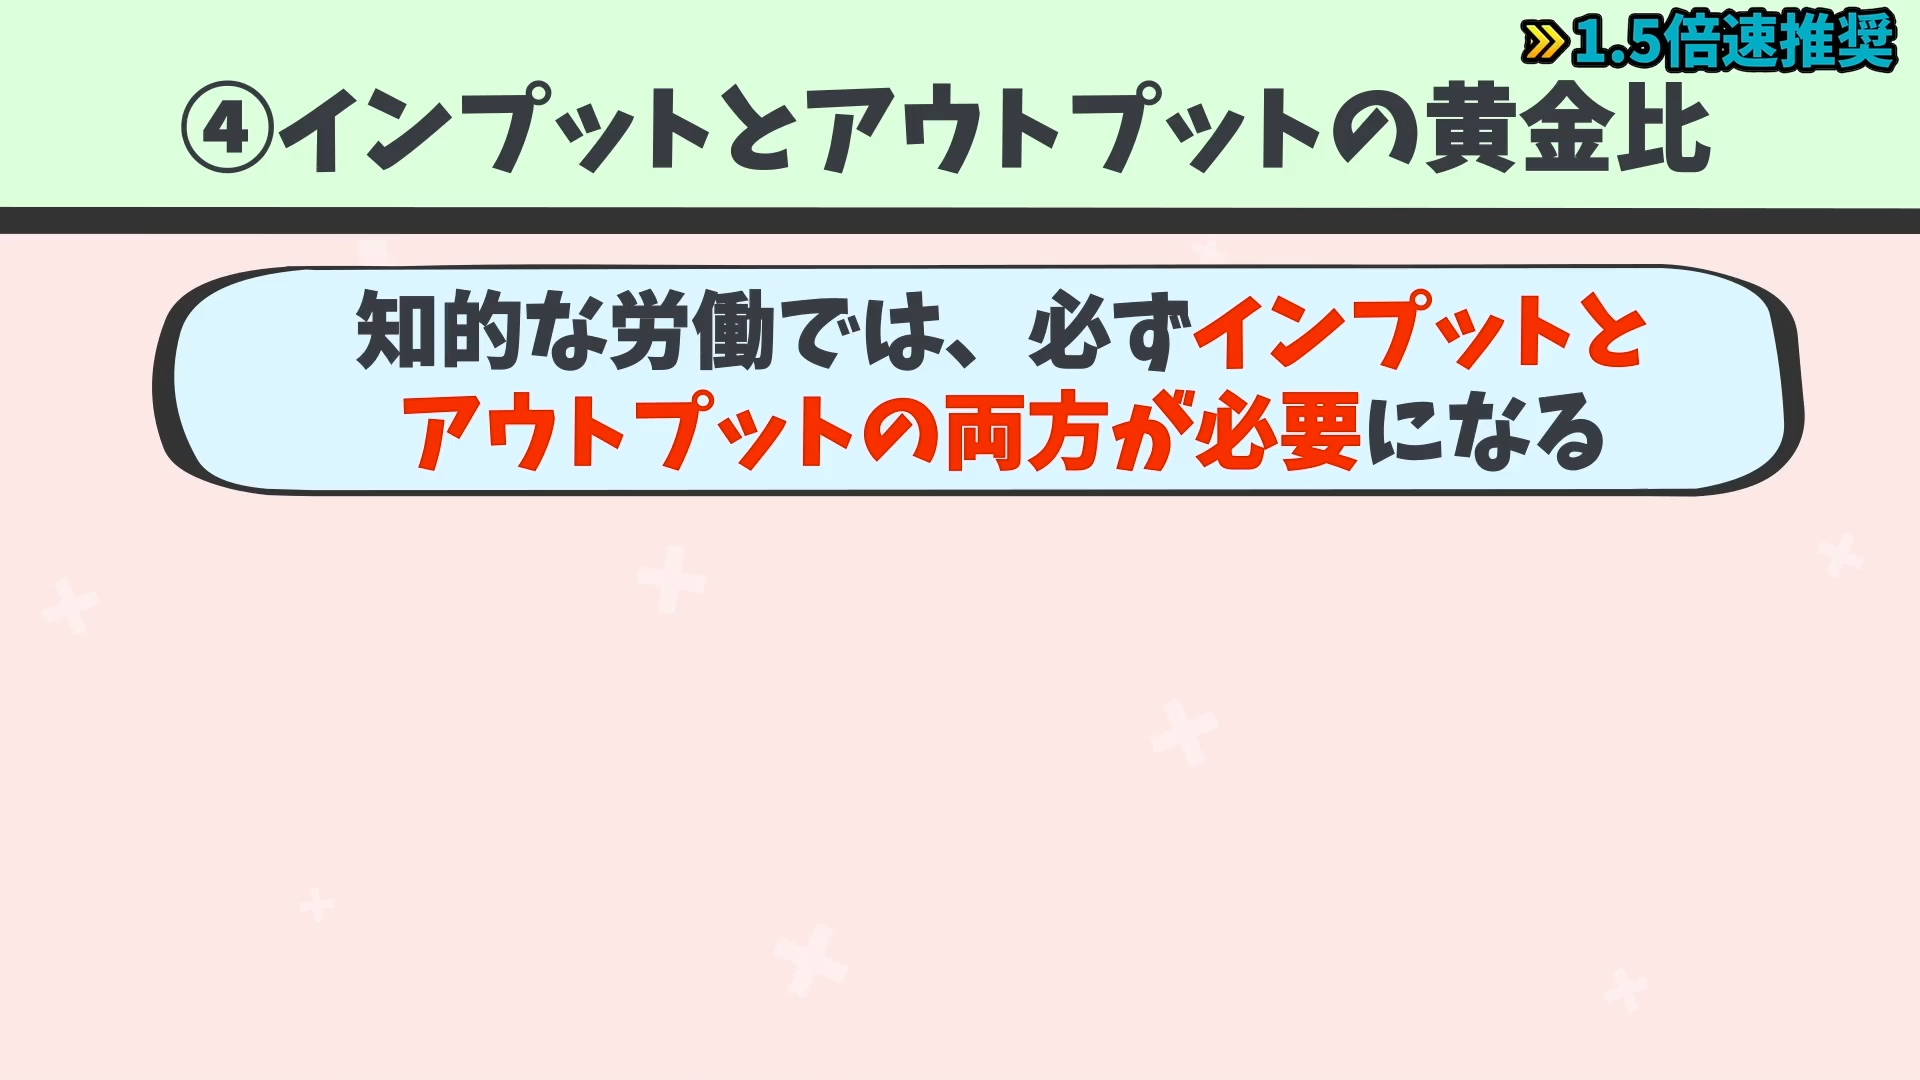 »1.5倍速推奨
④インプットとアウトプットの黄金比
知的な労働では、必ずインプットと
アウトプットの両方が必要になる